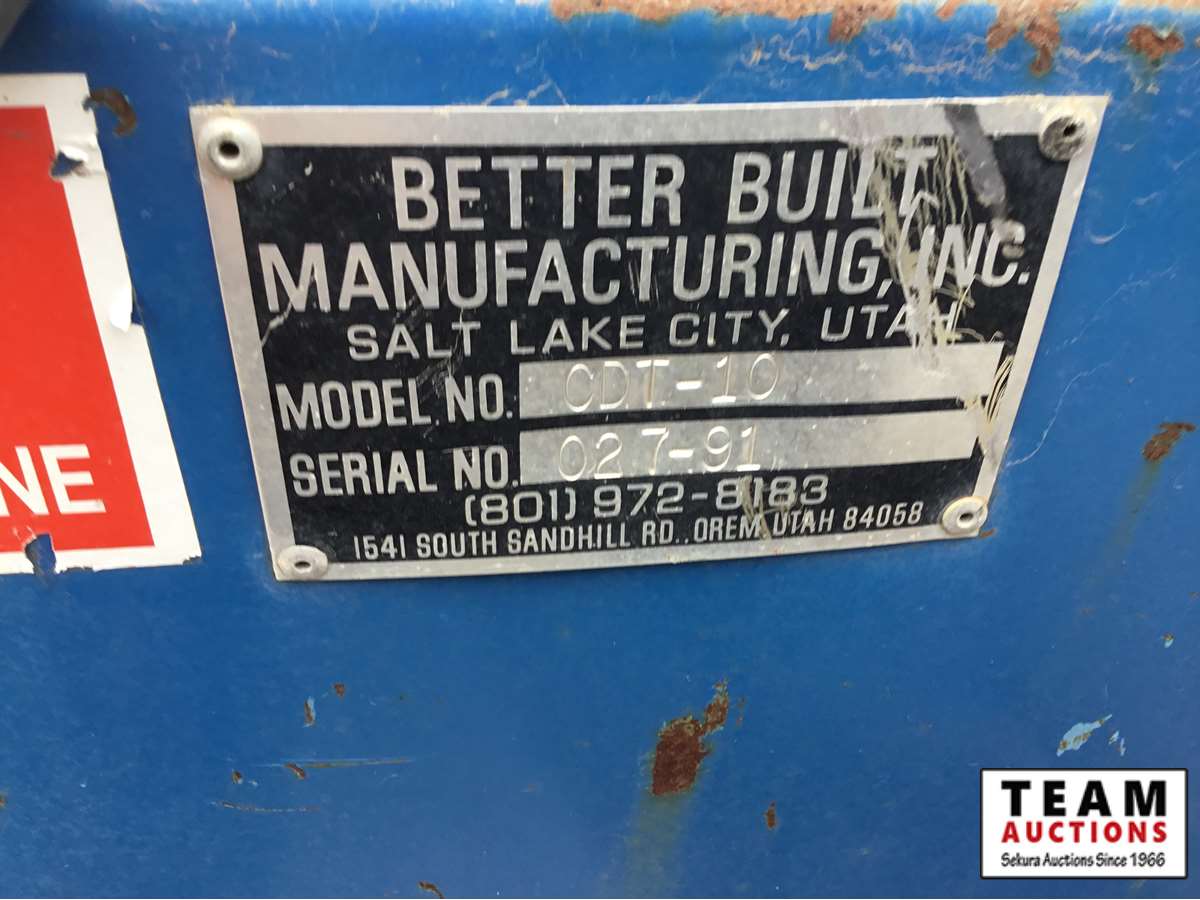 NE
BETTER BUILT
MANUFACTURING, INC.
SALT LAKE CITY, UTAH
MODEL NO. CDT-10
SERIAL NO. 027-91
(801) 972-8183
1541 SOUTH SANDHILL RD., OREM, UTAH 84058
TEAM
AUCTIONS
Sekura Auctions Since 1966